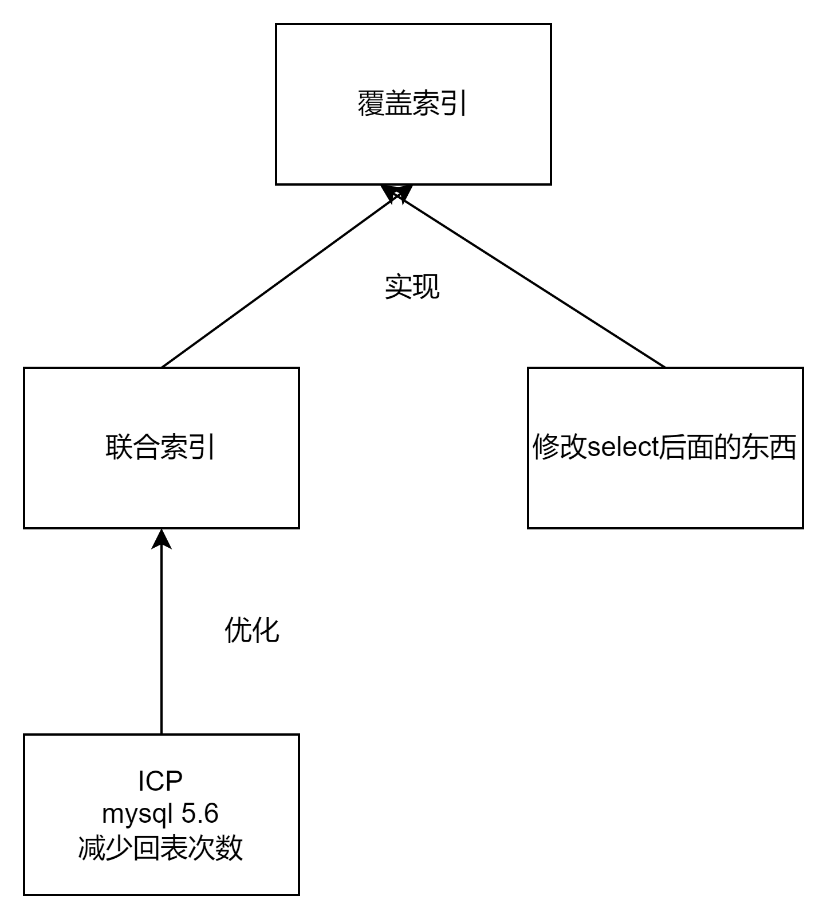 覆盖索引
实现
联合索引
修改select后面的东西
优化
ICP
mysql 5.6
减少回表次数